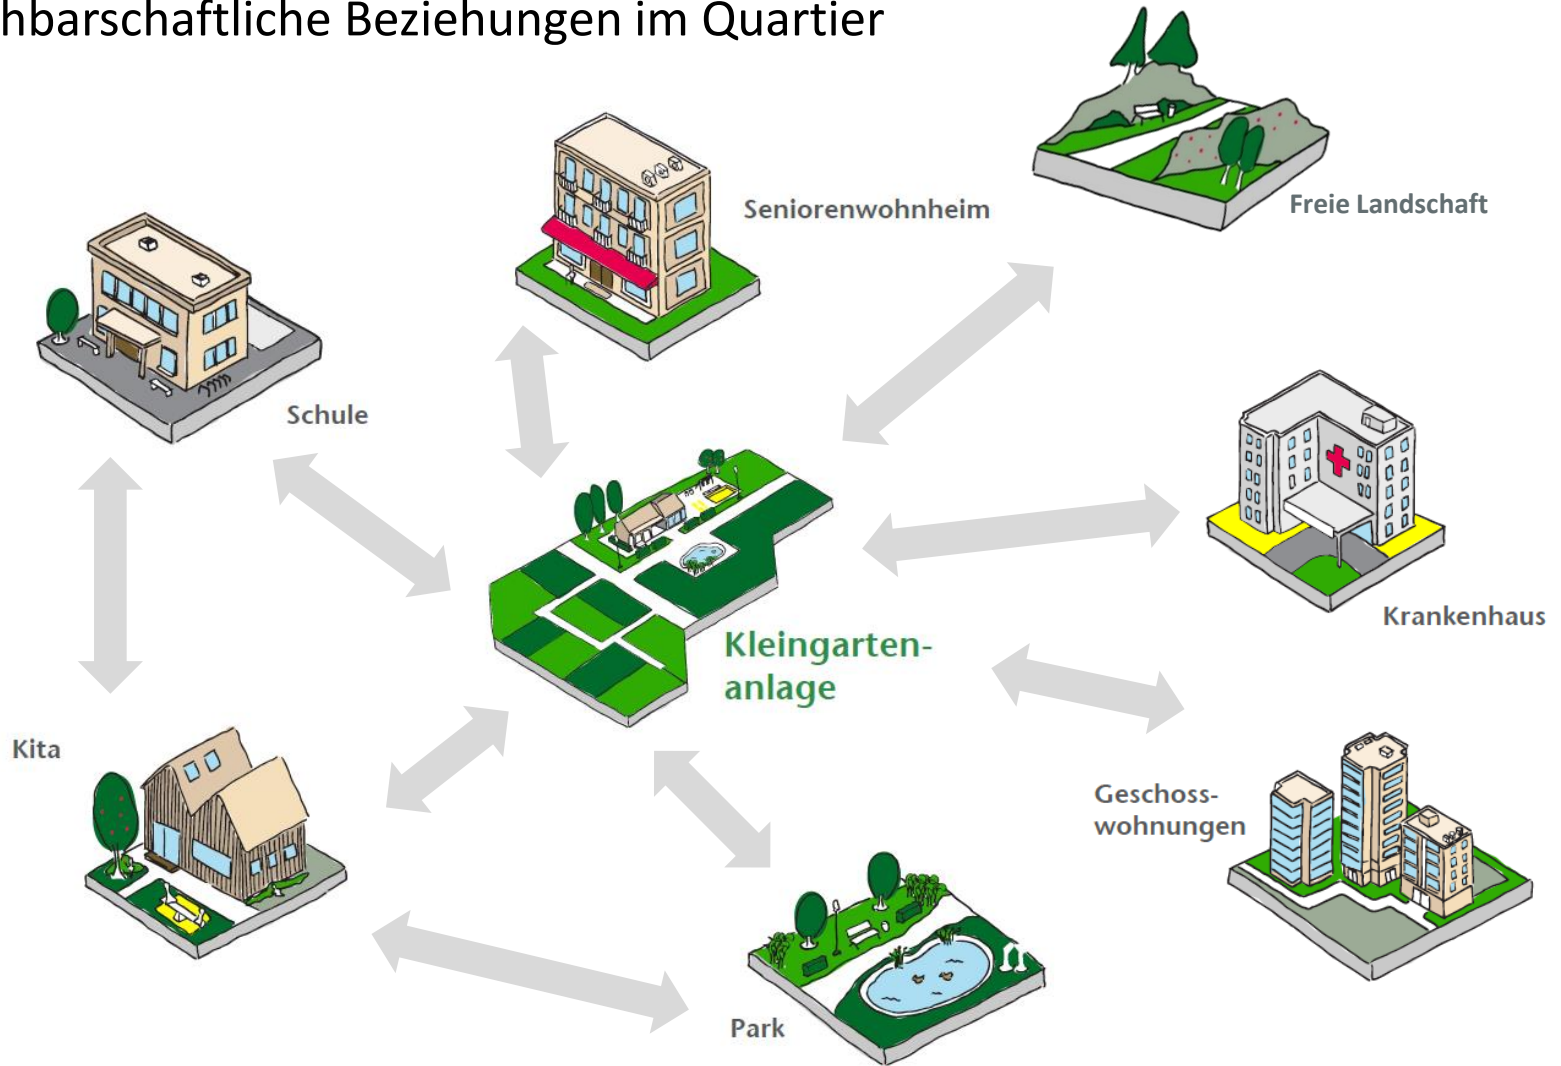 hbarschaftliche Beziehungen im Quartier
Seniorenwohnheim
Freie Landschaft
Schule
Krankenhaus
Kleingarten-
anlage
Kita
Geschoss-
wohnungen
Park